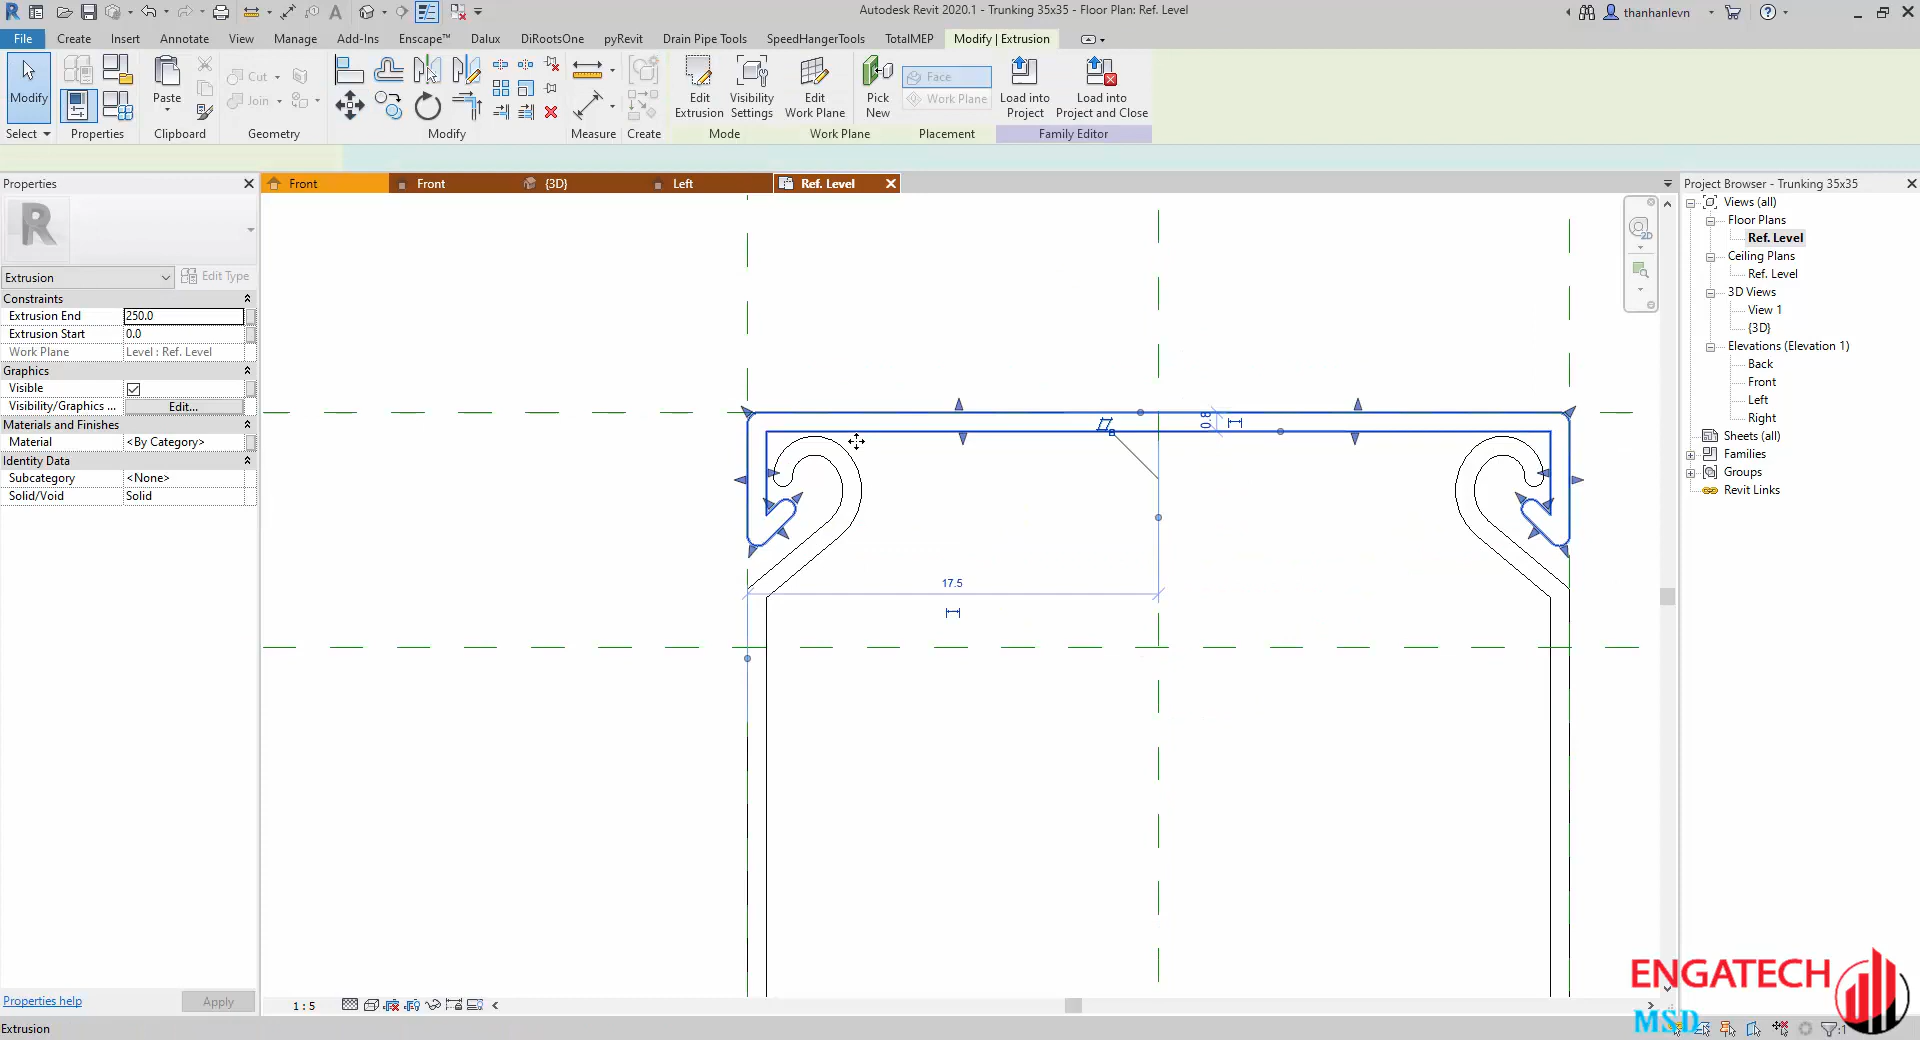 Autodesk Revit 2020.1 - Trunking 35x35 - Floor Plan: Ref. Level
thanhlevn
File
Create
Insert
Annotate
View
Manage
Add-Ins
Enscape™
Dalux
DiRootsOne
pyRevit
Drain Pipe Tools
SpeedHangerTools
TotalMEP
Modify | Extrusion
Modify
Paste
Cut
Join
Edit
Extrusion
Visibility
Settings
Edit
Work Plane
Pick
New
Face
Work Plane
Load into
Project
Load into
Project and Close
Select
Properties
Clipboard
Geometry
Modify
Measure
Create
Mode
Work Plane
Placement
Family Editor
Properties
Front
Front
{3D}
Left
Ref. Level
R
Extrusion
Edit Type
Constraints
Extrusion End 250.0
Extrusion Start 0.0
Work Plane Level : Ref. Level
Graphics
Visible
Visibility/Graphics ... Edit...
Materials and Finishes
Material <By Category>
Identity Data
Subcategory <None>
Solid/Void Solid
Properties help
Apply
0.8
17.5
2D
Project Browser - Trunking 35x35
Views (all)
Floor Plans
Ref. Level
Ceiling Plans
Ref. Level
3D Views
View 1
{3D}
Elevations (Elevation 1)
Back
Front
Left
Right
Sheets (all)
Families
Groups
Revit Links
1 : 5
Extrusion
ENGATECH
MSD
:1